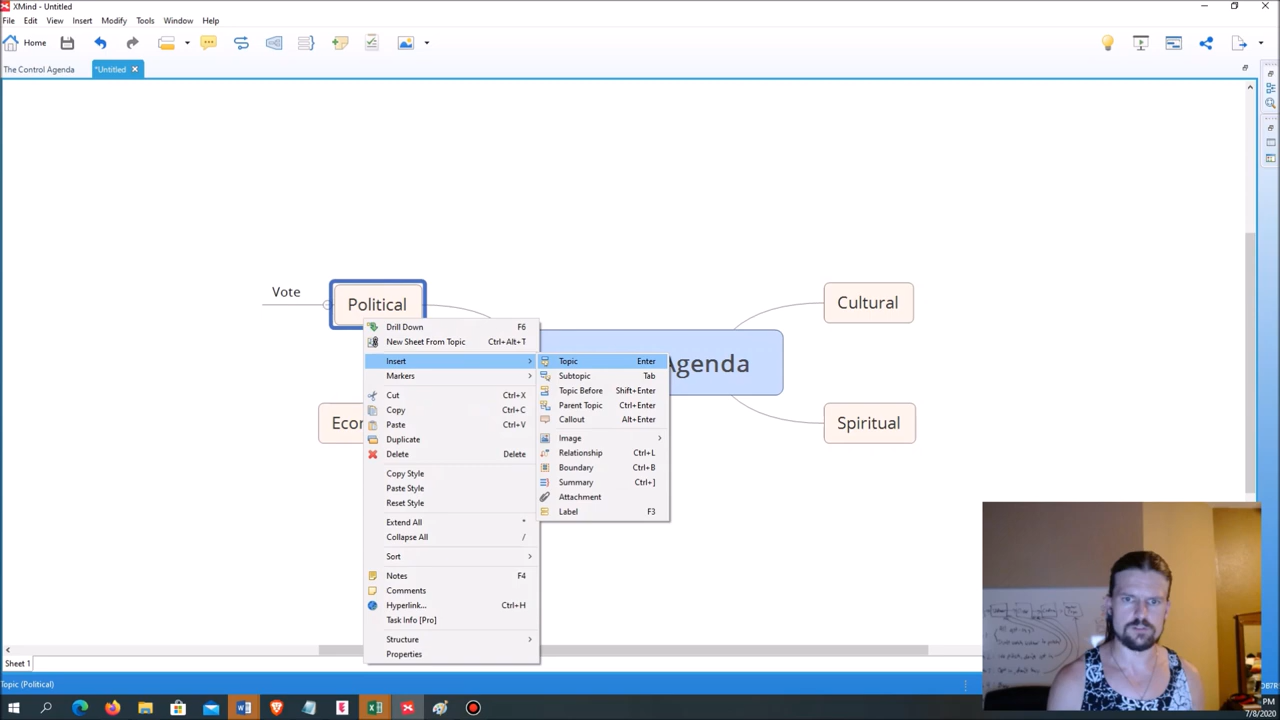 XMind - Untitled
File Edit View Insert Modify Tools Window Help
Home
The Control Agenda *Untitled
Vote
Political
Cultural
Agenda
Econ
Spiritual
Drill Down F6
New Sheet From Topic Ctrl+Alt+T
Insert
Markers
Cut Ctrl+X
Copy Ctrl+C
Paste Ctrl+V
Duplicate
Delete Delete
Copy Style
Paste Style
Reset Style
Extend All *
Collapse All /
Sort
Notes F4
Comments
Hyperlink... Ctrl+H
Task Info [Pro]
Structure
Properties
Topic Enter
Subtopic Tab
Topic Before Shift+Enter
Parent Topic Ctrl+Enter
Callout Alt+Enter
Image
Relationship Ctrl+L
Boundary Ctrl+B
Summary Ctrl+]
Attachment
Label F3
Sheet 1
Topic (Political)
PM
7/8/2020